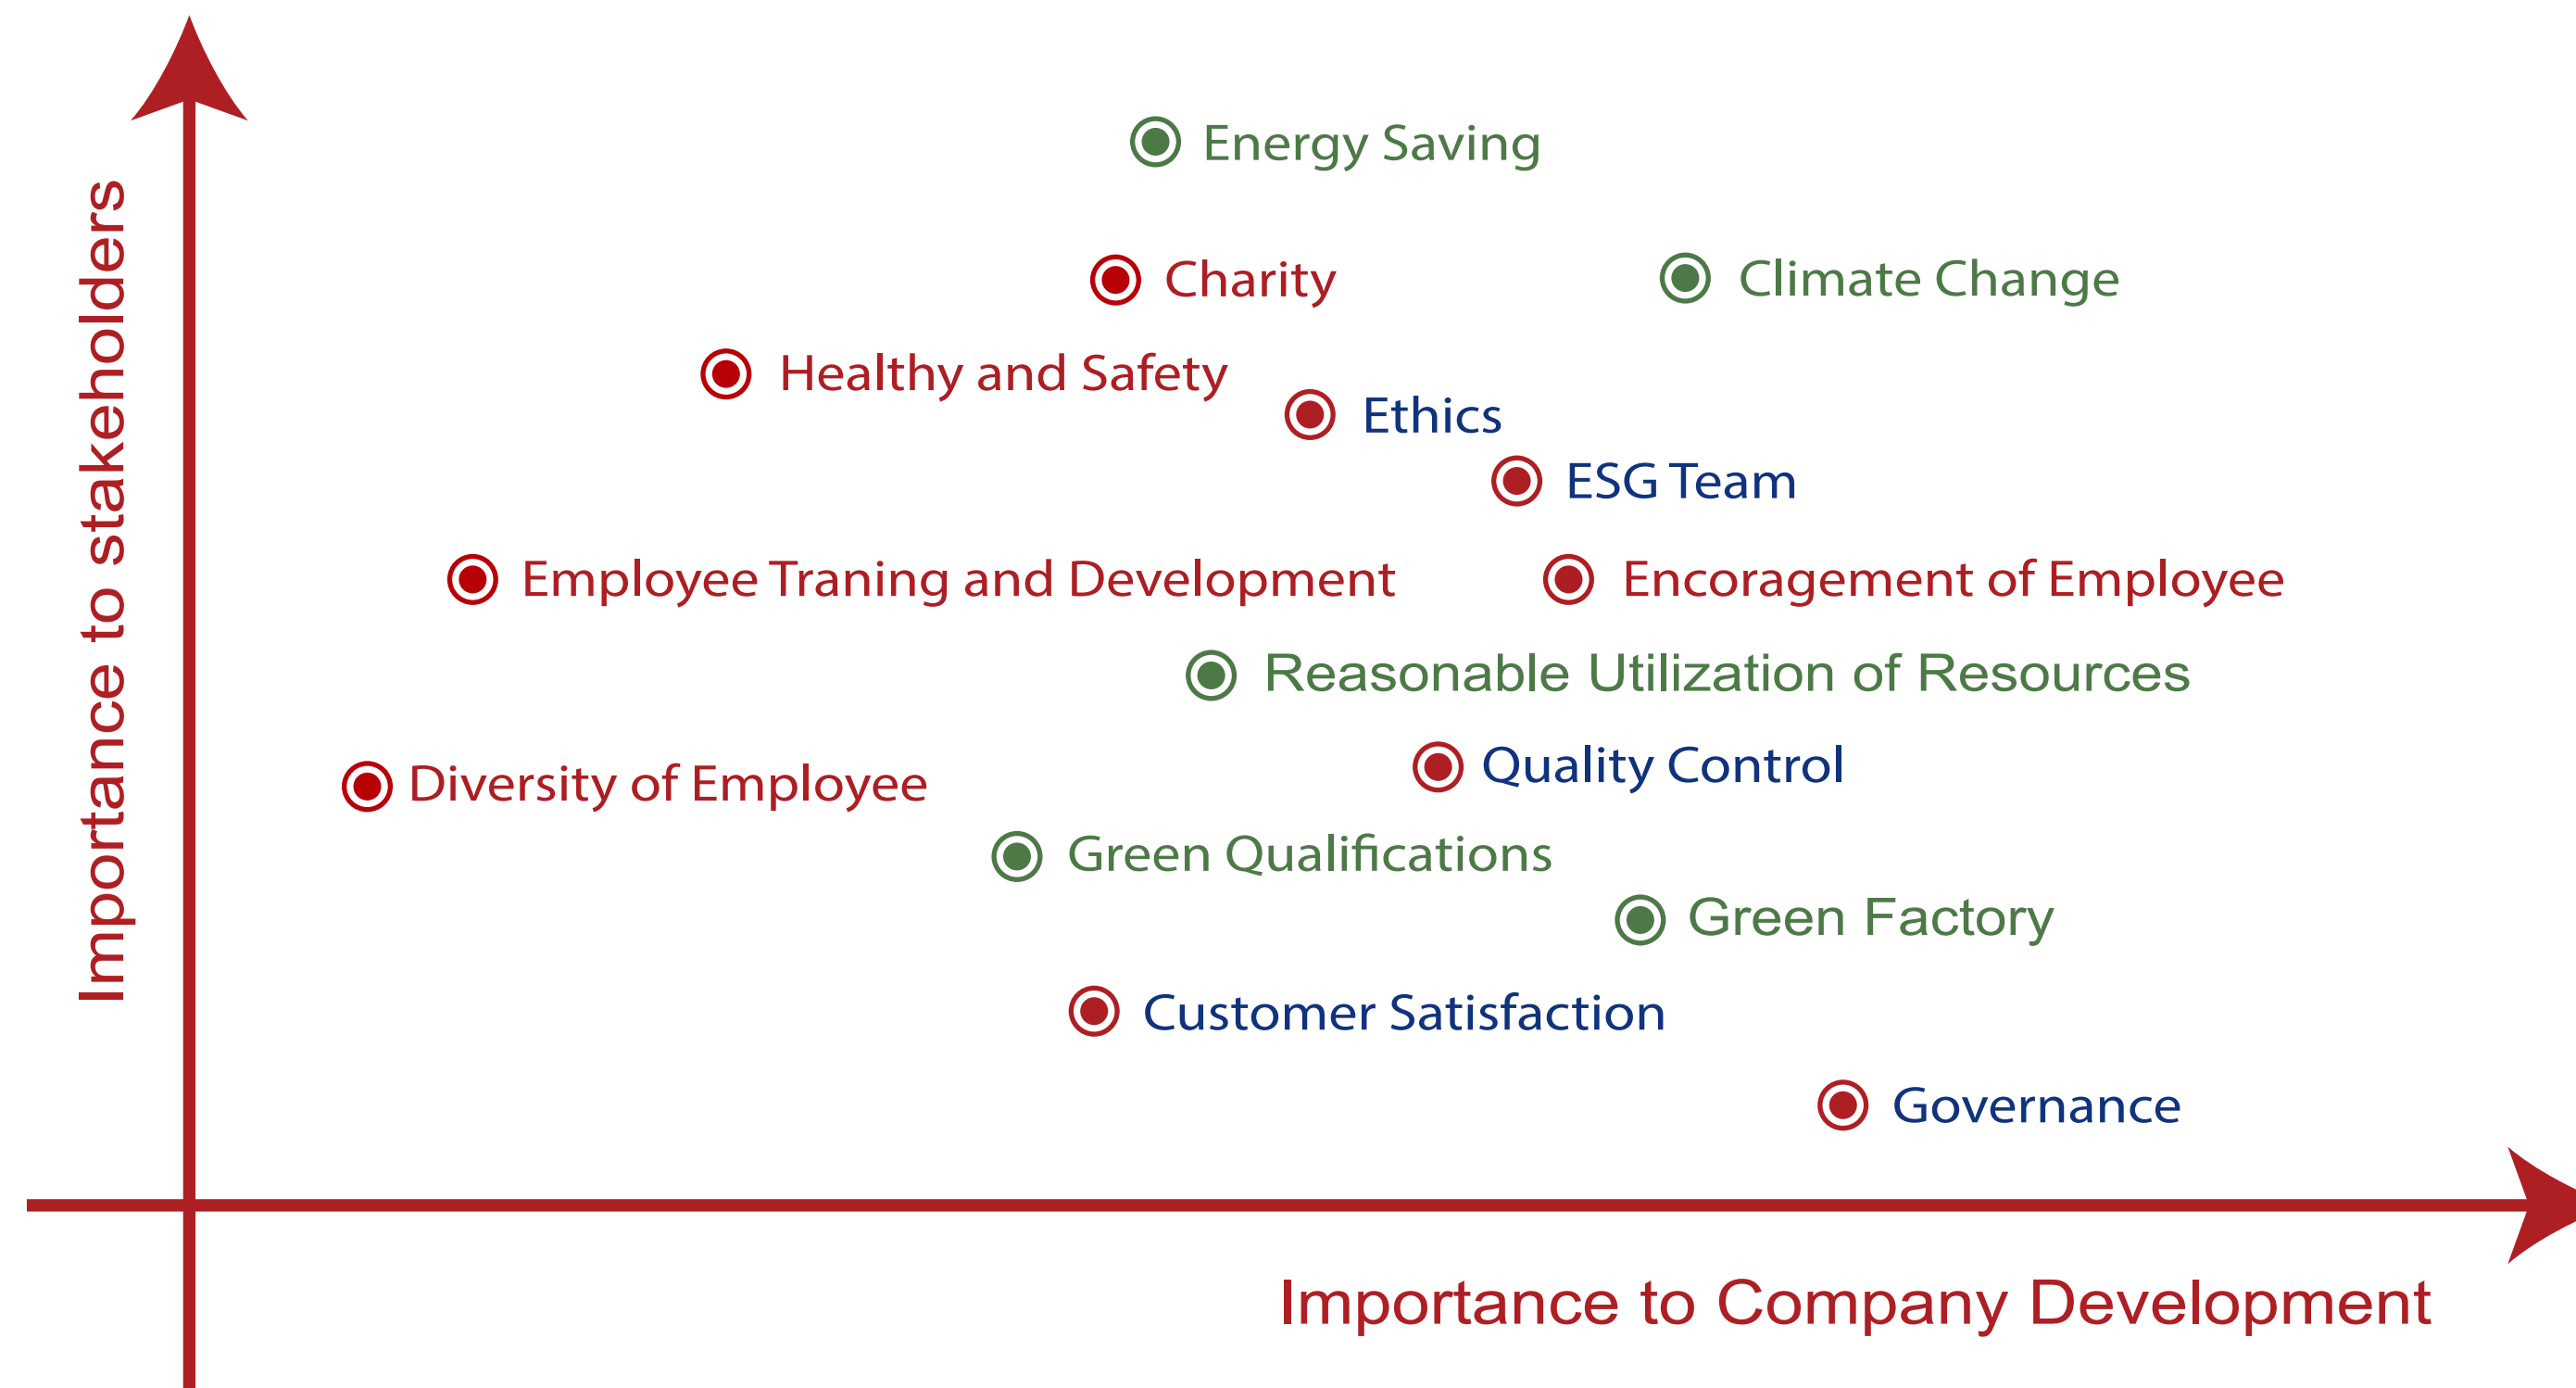 Importance to stakeholders
Energy Saving
Charity
Climate Change
Healthy and Safety
Ethics
ESG Team
Employee Traning and Development
Encoragement of Employee
Reasonable Utilization of Resources
Quality Control
Diversity of Employee
Green Qualifications
Green Factory
Customer Satisfaction
Governance
Importance to Company Development